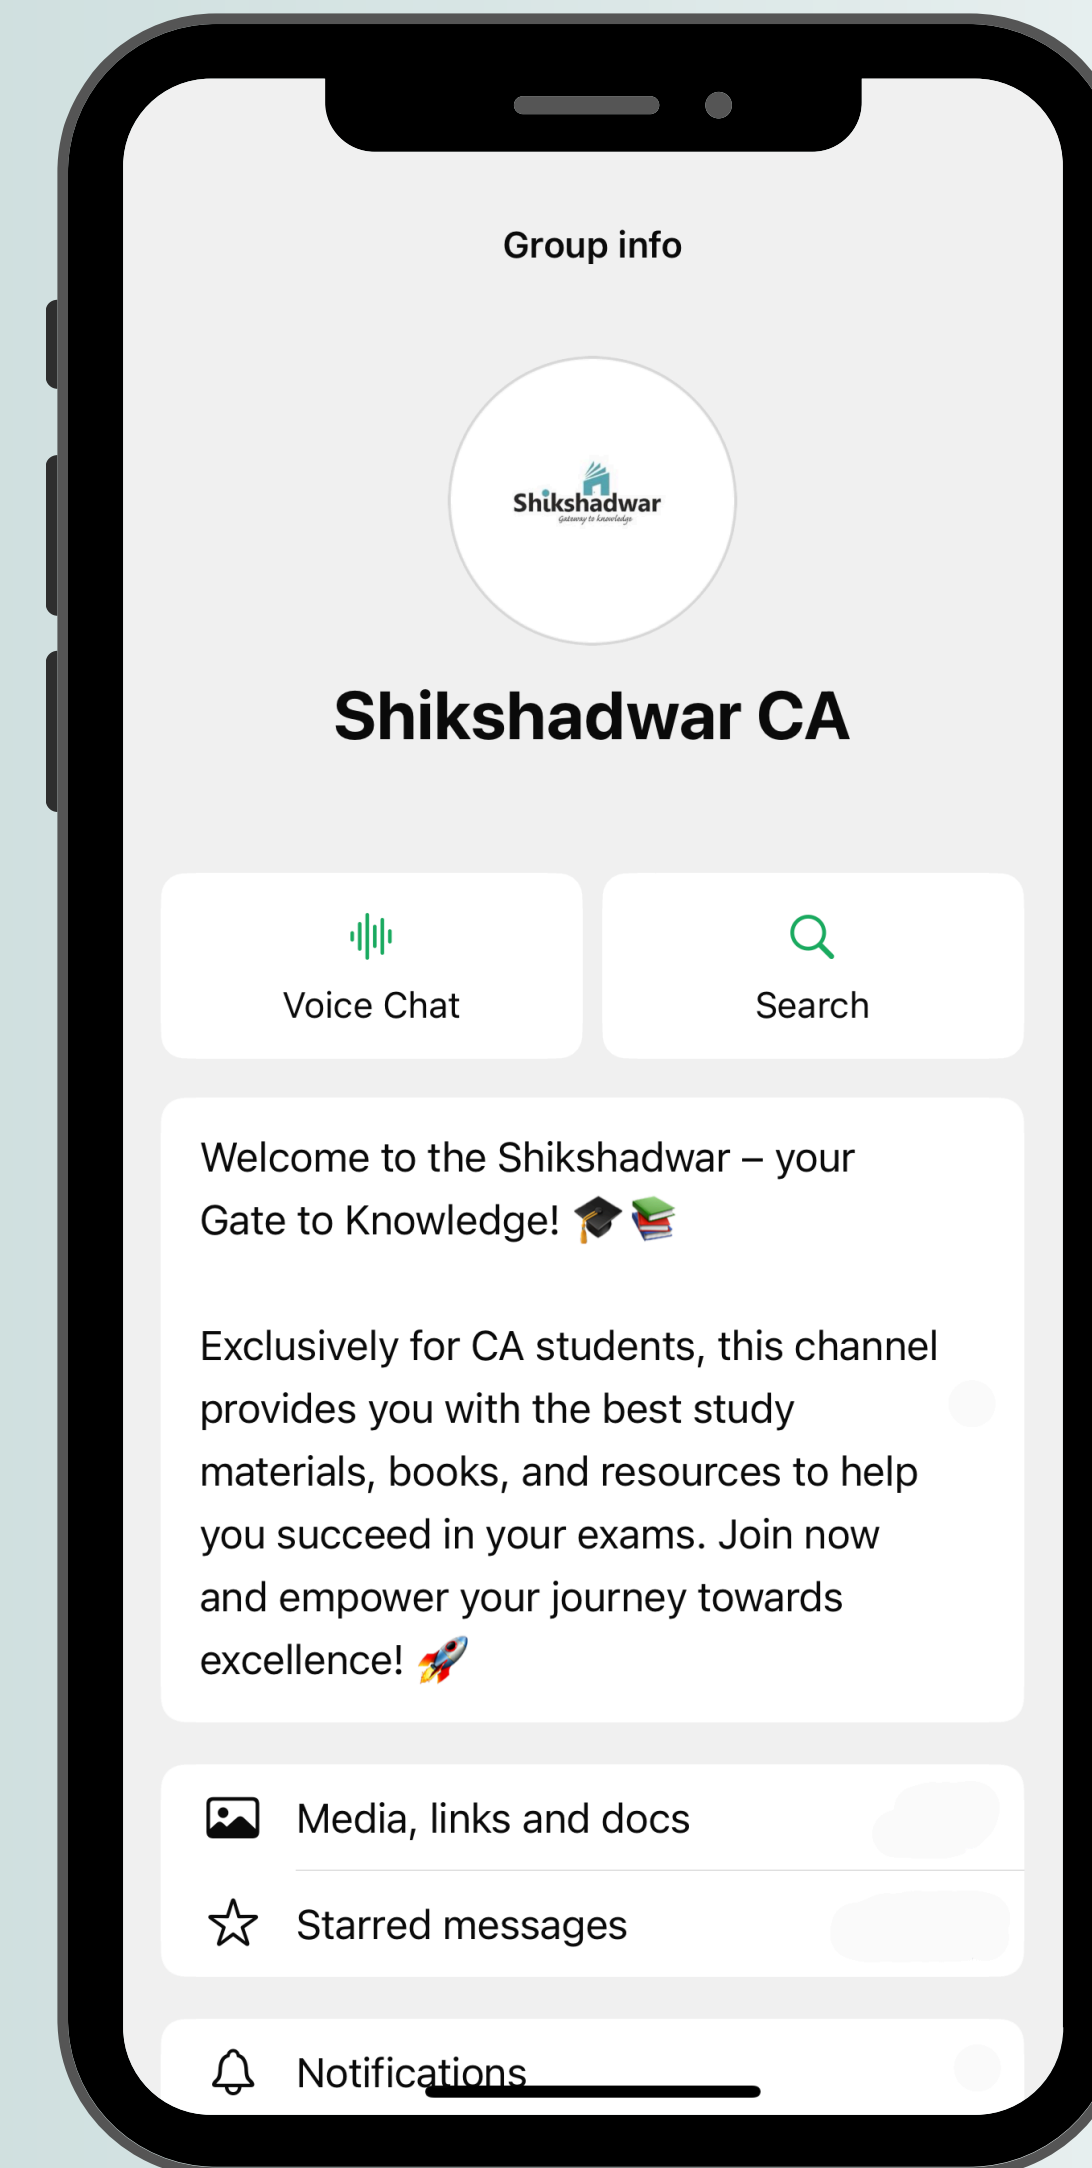 Group info
Shikshadwar
Gateway to knowledge
Shikshadwar CA
Voice Chat
Search
Welcome to the Shikshadwar – your
Gate to Knowledge! 🎓📚
Exclusively for CA students, this channel
provides you with the best study
materials, books, and resources to help
you succeed in your exams. Join now
and empower your journey towards
excellence! 🚀
Media, links and docs
Starred messages
Notifications